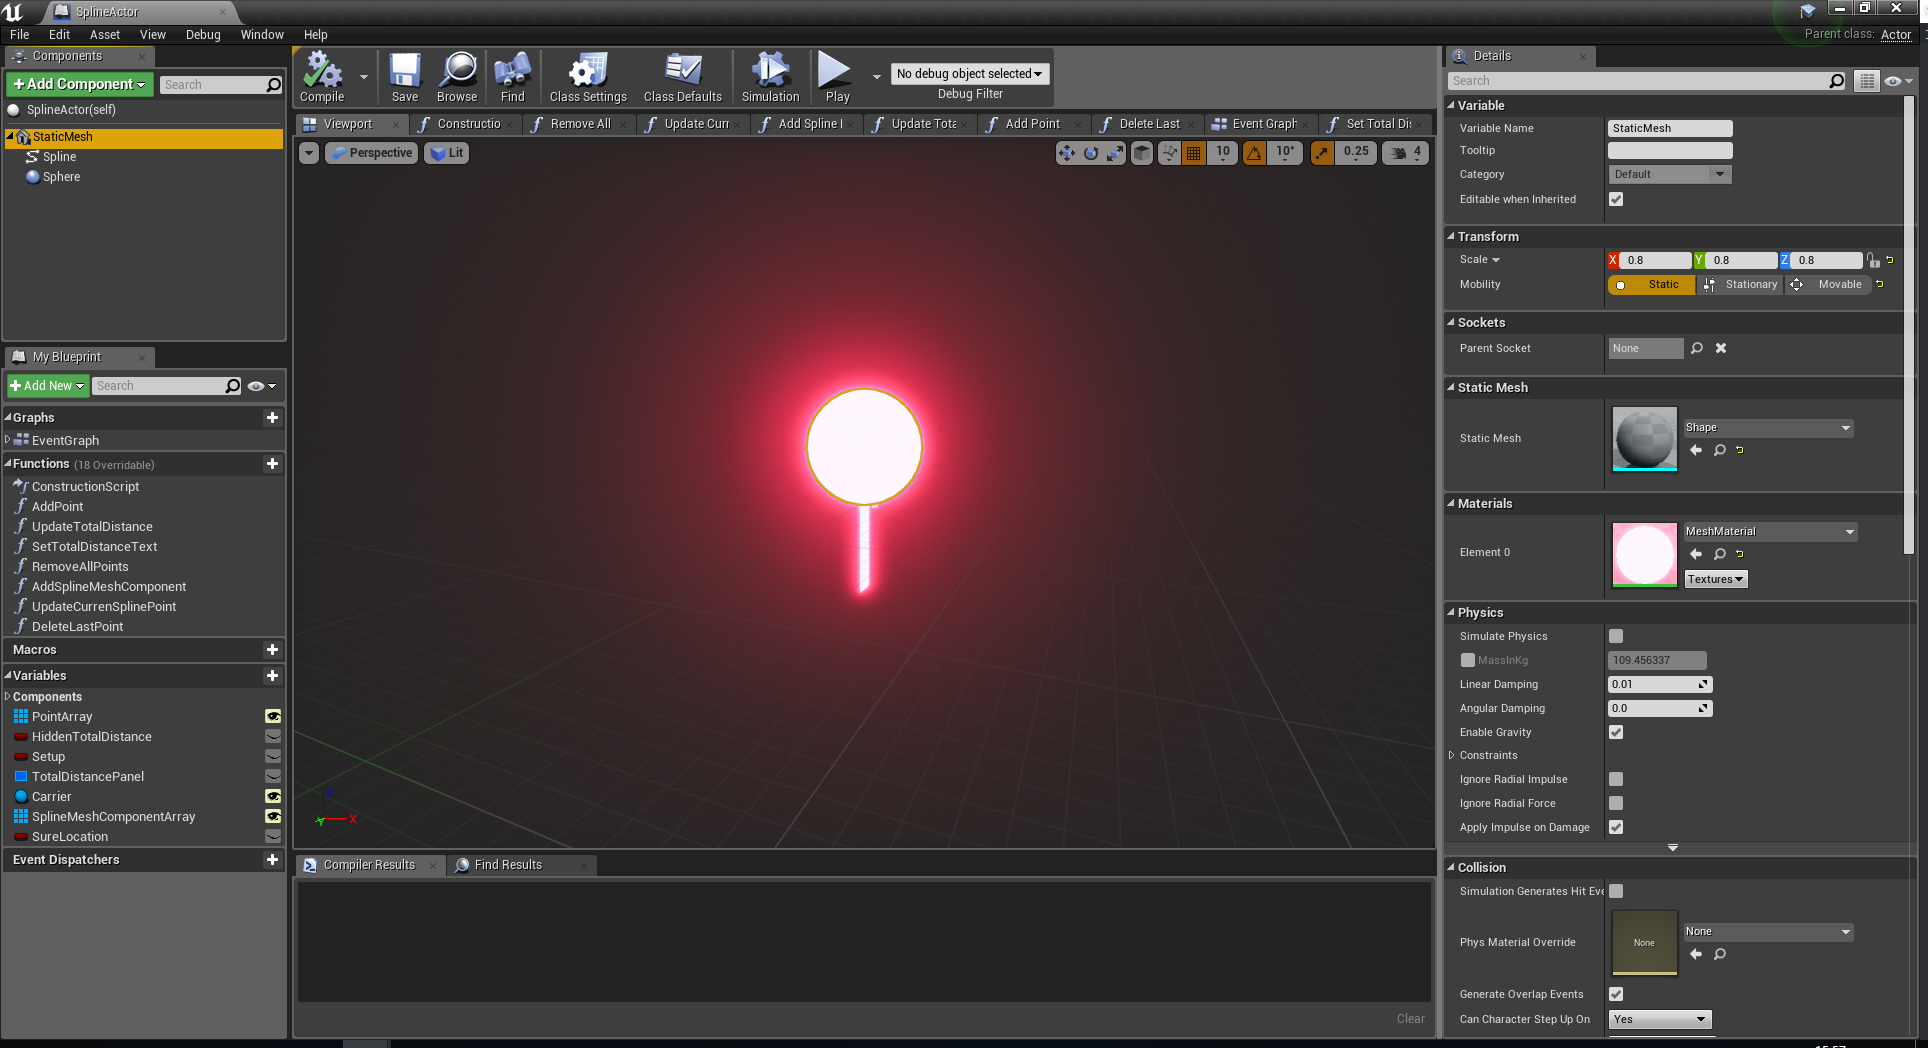 SplineActor
File Edit Asset View Debug Window Help
Parent class: Actor
Components
Add Component
Search
SplineActor(self)
StaticMesh
Spline
Sphere
My Blueprint
Add New
Search
Graphs
EventGraph
Functions (18 Overridable)
ConstructionScript
AddPoint
UpdateTotalDistance
SetTotalDistanceText
RemoveAllPoints
AddSplineMeshComponent
UpdateCurrenSplinePoint
DeleteLastPoint
Macros
Variables
Components
PointArray
HiddenTotalDistance
Setup
TotalDistancePanel
Carrier
SplineMeshComponentArray
SureLocation
Event Dispatchers
Compile Save Browse Find Class Settings Class Defaults Simulation Play
No debug object selected
Debug Filter
Viewport Constructio Remove All Update Curr Add Spline Update Tota Add Point Delete Last Event Graph Set Total Di
Perspective Lit
10 10° 0.25 4
Z
X
Y
Compiler Results Find Results
Clear
Details
Search
Variable
Variable Name StaticMesh
Tooltip
Category Default
Editable when Inherited
Transform
Scale X 0.8 Y 0.8 Z 0.8
Mobility Static Stationary Movable
Sockets
Parent Socket None
Static Mesh
Static Mesh Shape
Materials
Element 0 MeshMaterial
Textures
Physics
Simulate Physics
MassInKg 109.456337
Linear Damping 0.01
Angular Damping 0.0
Enable Gravity
Constraints
Ignore Radial Impulse
Ignore Radial Force
Apply Impulse on Damage
Collision
Simulation Generates Hit Eve
Phys Material Override None None
Generate Overlap Events
Can Character Step Up On Yes